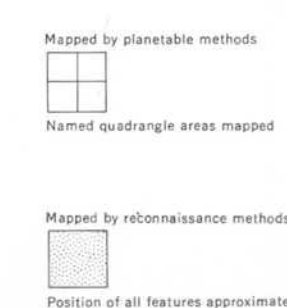 Mapped by planetable methods
Named quadrangle areas mapped
Mapped by reconnaissance methods
Position of all features approximate